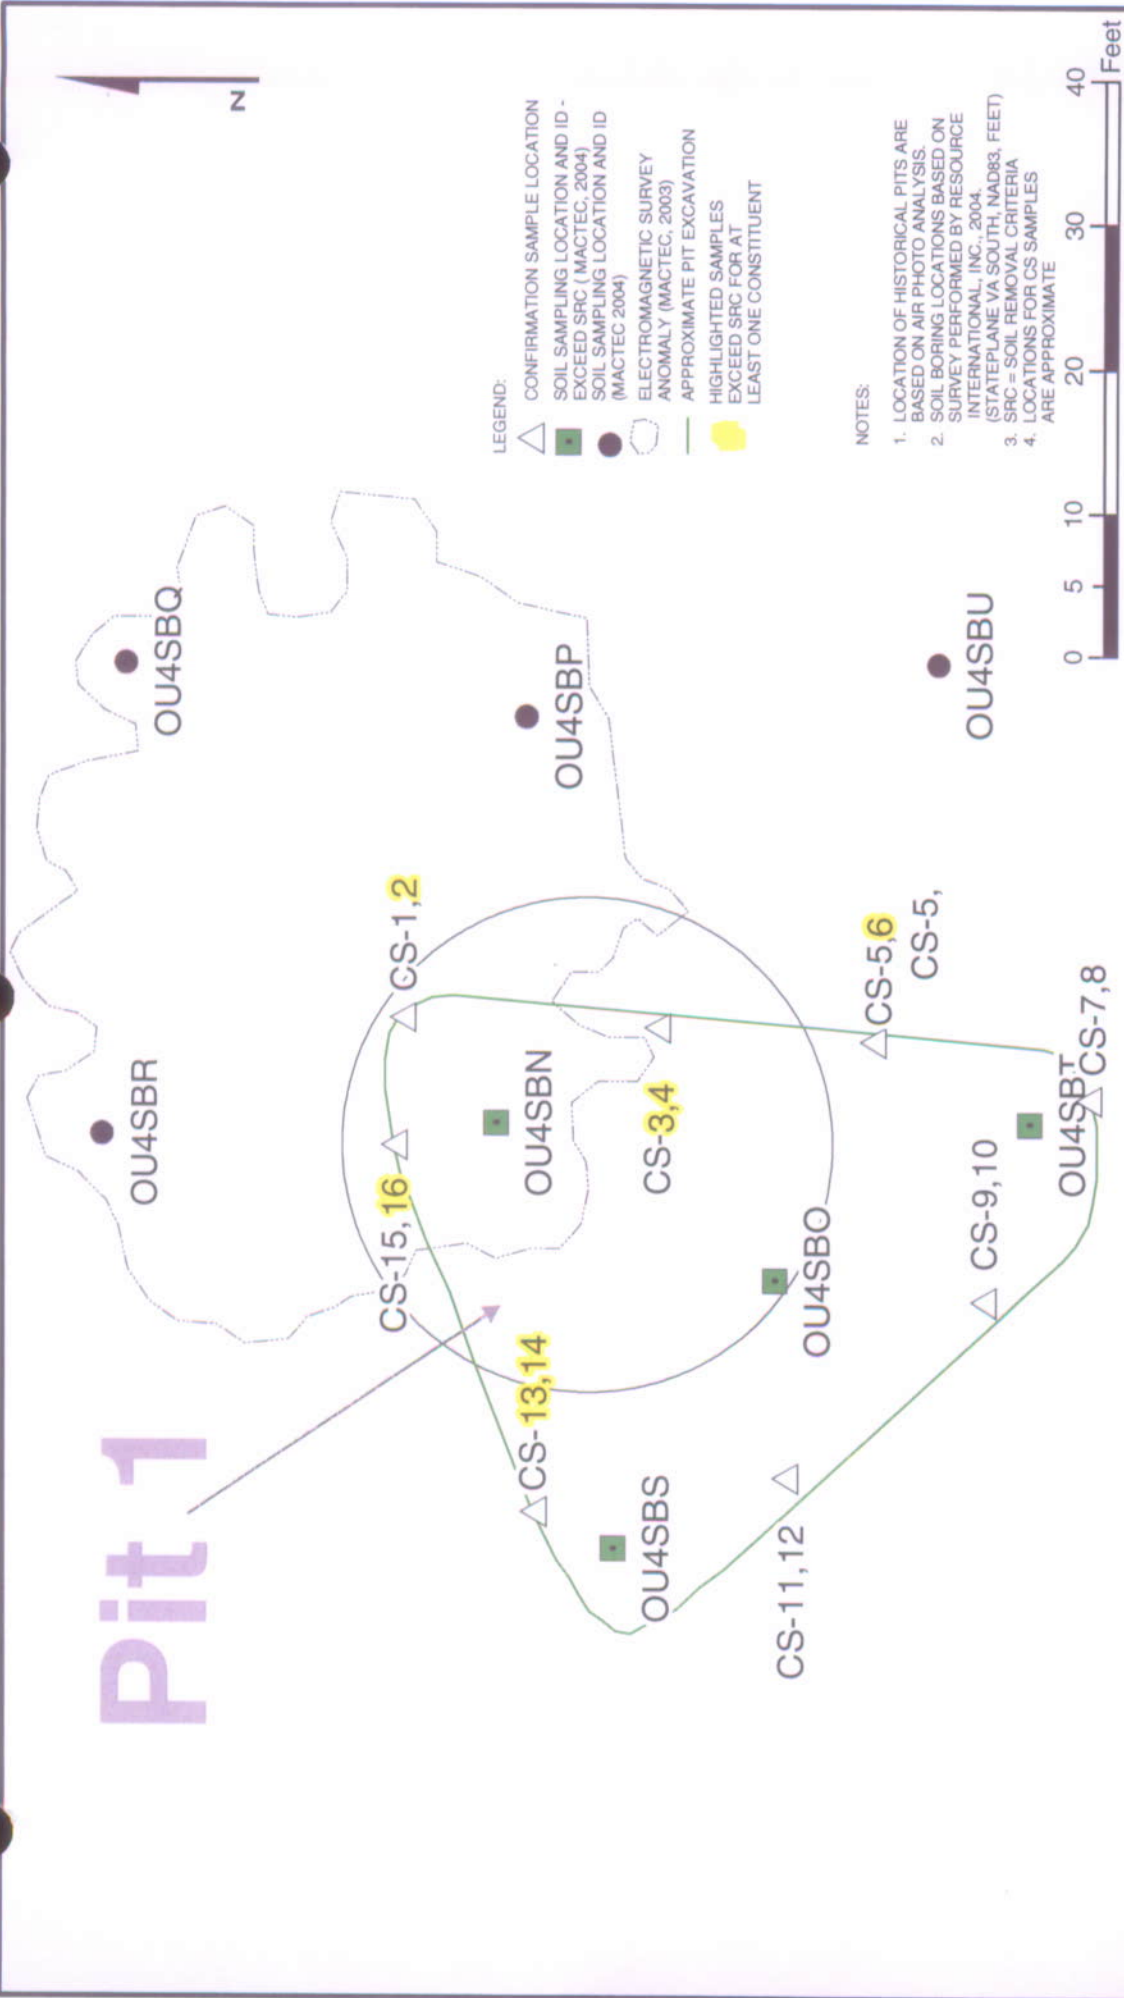 Pit 1
N
OU4SBR
OU4SBQ
CS-15,16
CS-1,2
CS-13,14
OU4SBN
OU4SBP
OU4SBS
CS-3,4
CS-11,12
OU4SBO
CS-5,6
CS-5,
CS-9,10
OU4SBU
OU4SBT
CS-7,8
LEGEND:
CONFIRMATION SAMPLE LOCATION
SOIL SAMPLING LOCATION AND ID -
EXCEED SRC ( MACTEC, 2004)
SOIL SAMPLING LOCATION AND ID
(MACTEC 2004)
ELECTROMAGNETIC SURVEY
ANOMALY (MACTEC, 2003)
APPROXIMATE PIT EXCAVATION
HIGHLIGHTED SAMPLES
EXCEED SRC FOR AT
LEAST ONE CONSTITUENT
NOTES:
1. LOCATION OF HISTORICAL PITS ARE
BASED ON AIR PHOTO ANALYSIS.
2. SOIL BORING LOCATIONS BASED ON
SURVEY PERFORMED BY RESOURCE
INTERNATIONAL, INC., 2004.
(STATEPLANE VA SOUTH, NAD83, FEET)
3. SRC = SOIL REMOVAL CRITERIA
4. LOCATIONS FOR CS SAMPLES
ARE APPROXIMATE
0 5 10 20 30 40
Feet